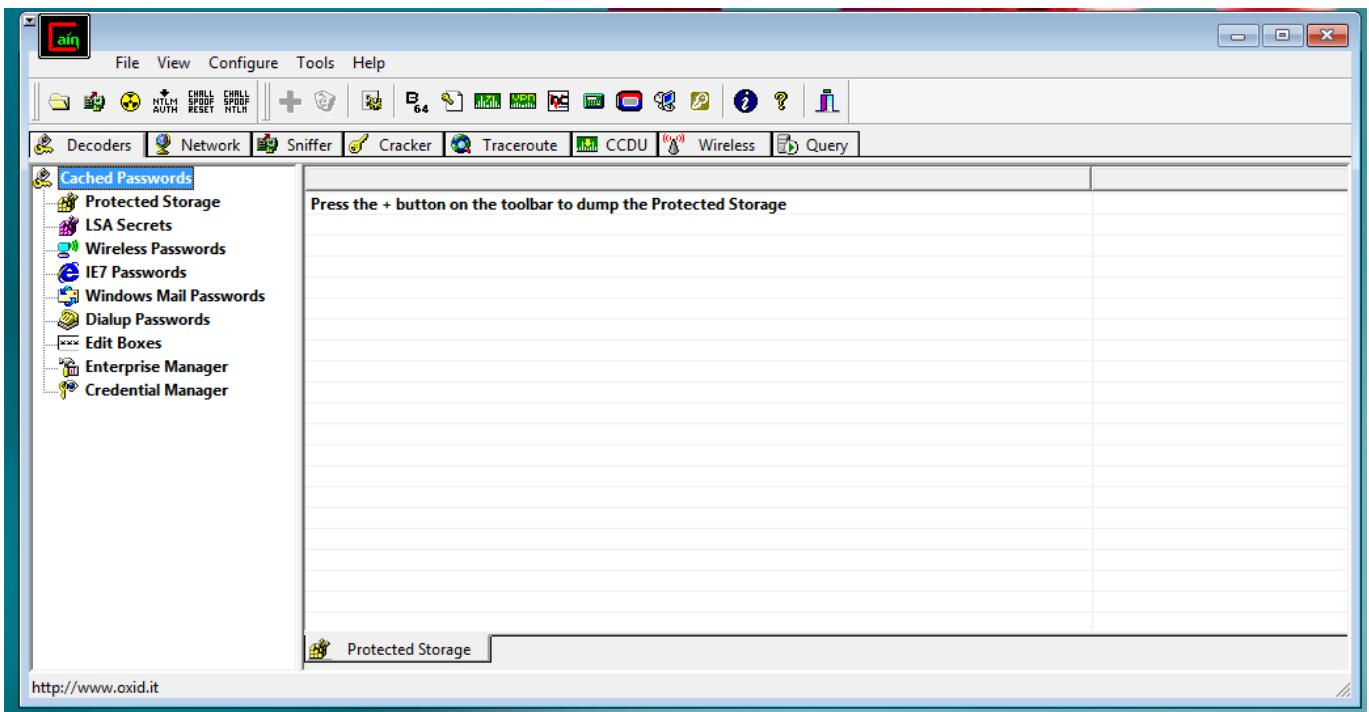 Cain
File View Configure Tools Help
NTLM AUTH CHALL SPOOF RESET CHALL SPOOF NTLM B64
Decoders Network Sniffer Cracker Traceroute CCDU Wireless Query
Cached Passwords
Protected Storage
LSA Secrets
Wireless Passwords
IE7 Passwords
Windows Mail Passwords
Dialup Passwords
Edit Boxes
Enterprise Manager
Credential Manager
Press the + button on the toolbar to dump the Protected Storage
Protected Storage
http://www.oxid.it